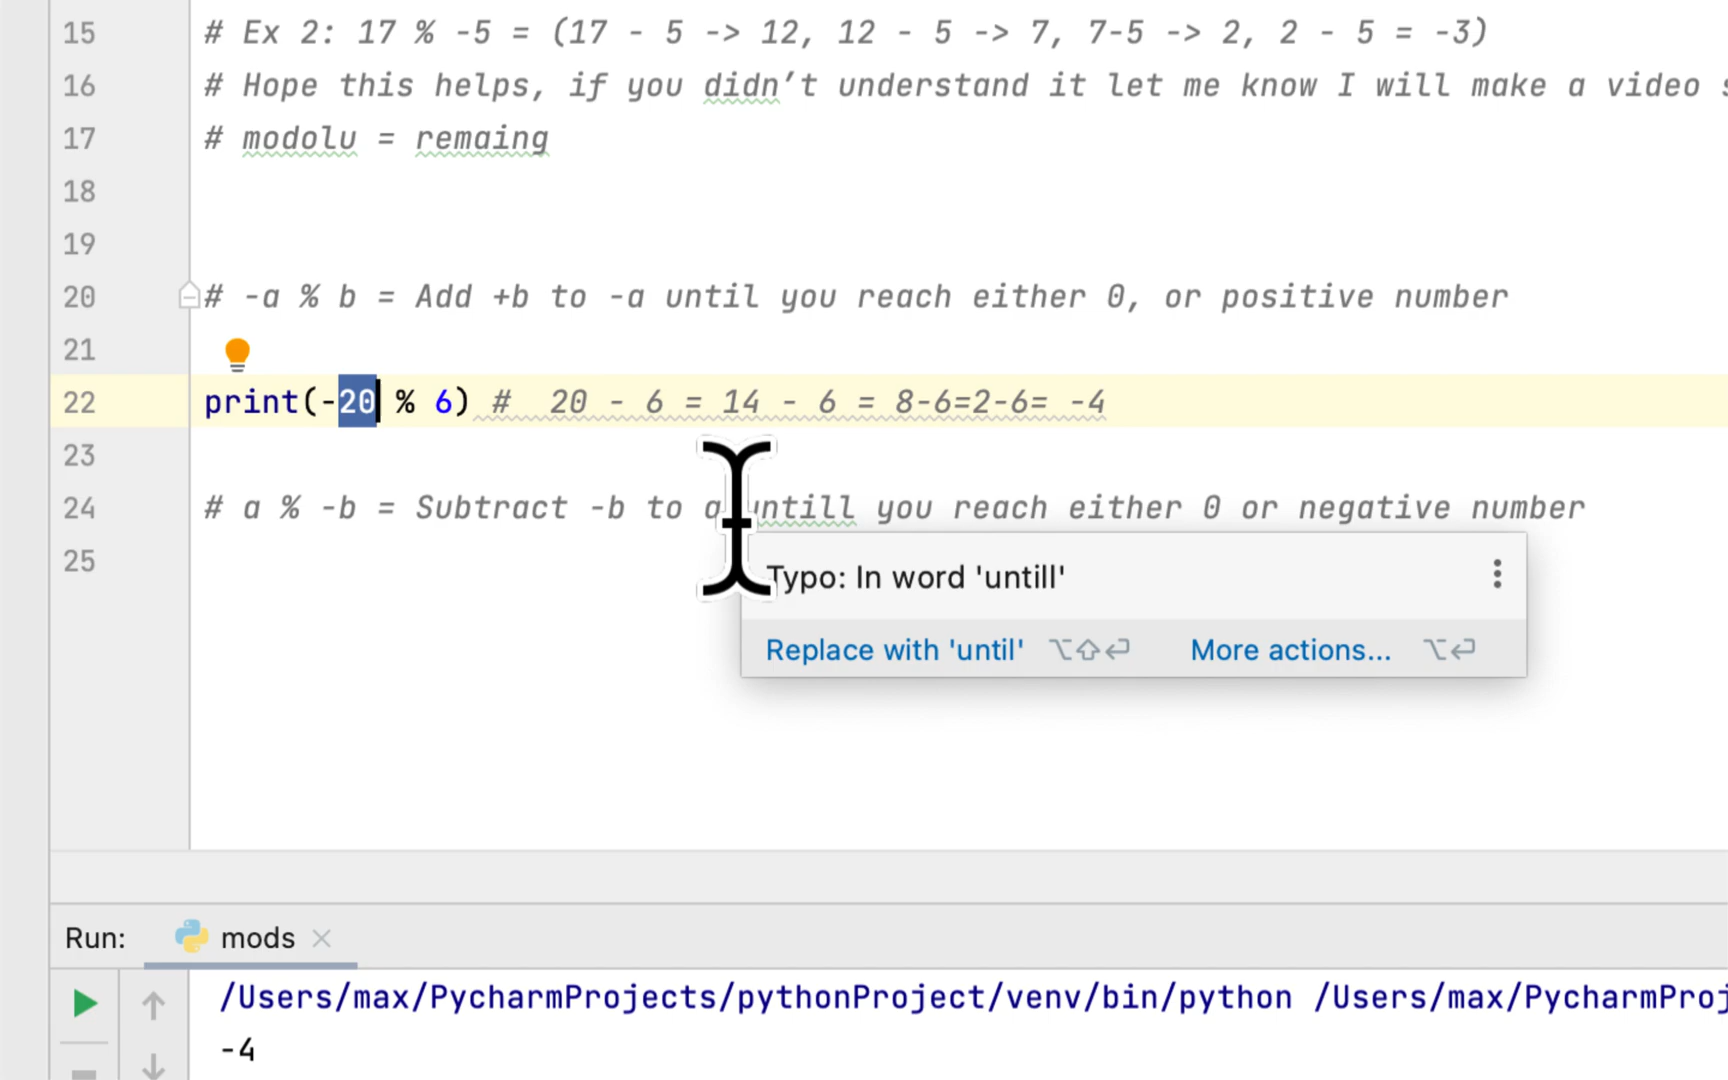 15 # Ex 2: 17 % -5 = (17 - 5 -> 12, 12 - 5 -> 7, 7-5 -> 2, 2 - 5 = -3)
16 # Hope this helps, if you didn’t understand it let me know I will make a video
17 # modolu = remaing
18
19
20 # -a % b = Add +b to -a until you reach either 0, or positive number
21
22 print(-20 % 6) # 20 - 6 = 14 - 6 = 8-6=2-6= -4
23
24 # a % -b = Subtract -b to a untill you reach either 0 or negative number
25
Typo: In word 'untill'
Replace with 'until' ⌥⇧⏎ More actions... ⌥⏎
Run: mods
/Users/max/PycharmProjects/pythonProject/venv/bin/python /Users/max/PycharmProj
-4